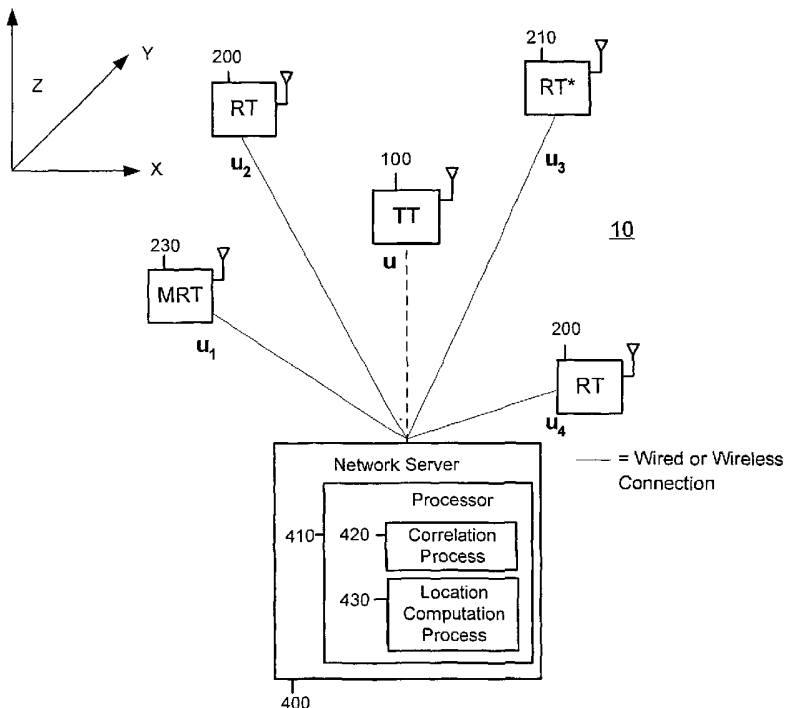 Z
Y
X
200
RT
u2
210
RT*
u3
100
TT
u
10
230
MRT
u1
200
RT
u4
Network Server
= Wired or Wireless
Connection
Processor
410
420
Correlation
Process
430
Location
Computation
Process
400